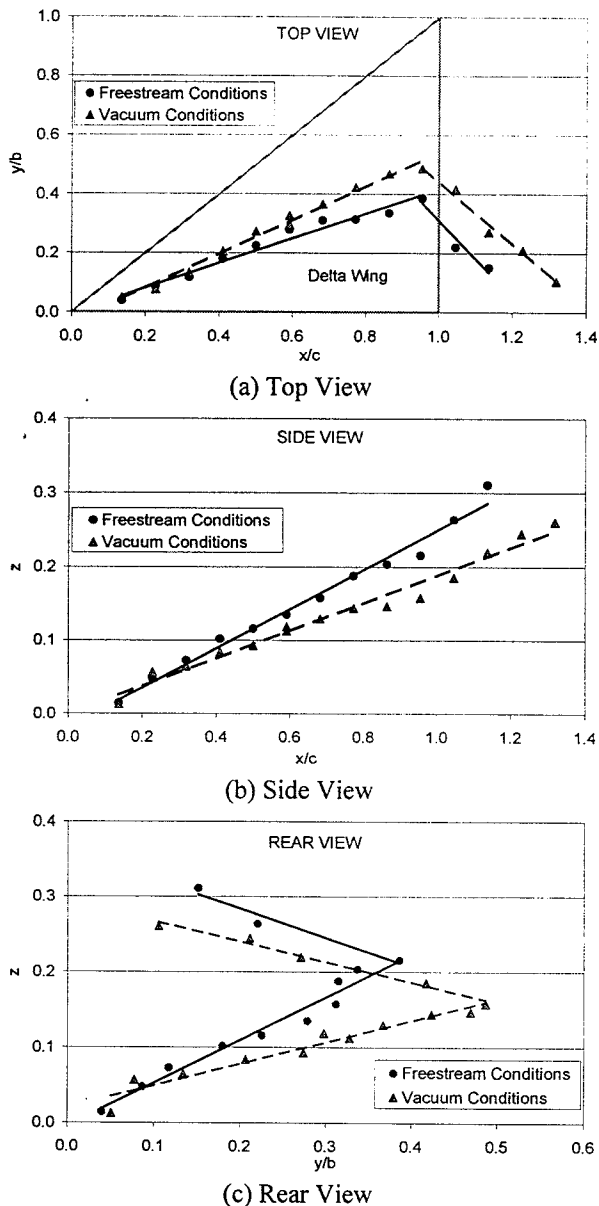 TOP VIEW
1.0
0.8
0.6
0.4
0.2
0.0
y/b
Freestream Conditions
Vacuum Conditions
Delta Wing
0.0 0.2 0.4 0.6 0.8 1.0 1.2 1.4
x/c
(a) Top View
SIDE VIEW
0.4
0.3
0.2
0.1
0.0
z
Freestream Conditions
Vacuum Conditions
0.0 0.2 0.4 0.6 0.8 1.0 1.2 1.4
x/c
(b) Side View
REAR VIEW
0.4
0.3
0.2
0.1
0.0
z
Freestream Conditions
Vacuum Conditions
0.0 0.1 0.2 0.3 0.4 0.5 0.6
y/b
(c) Rear View